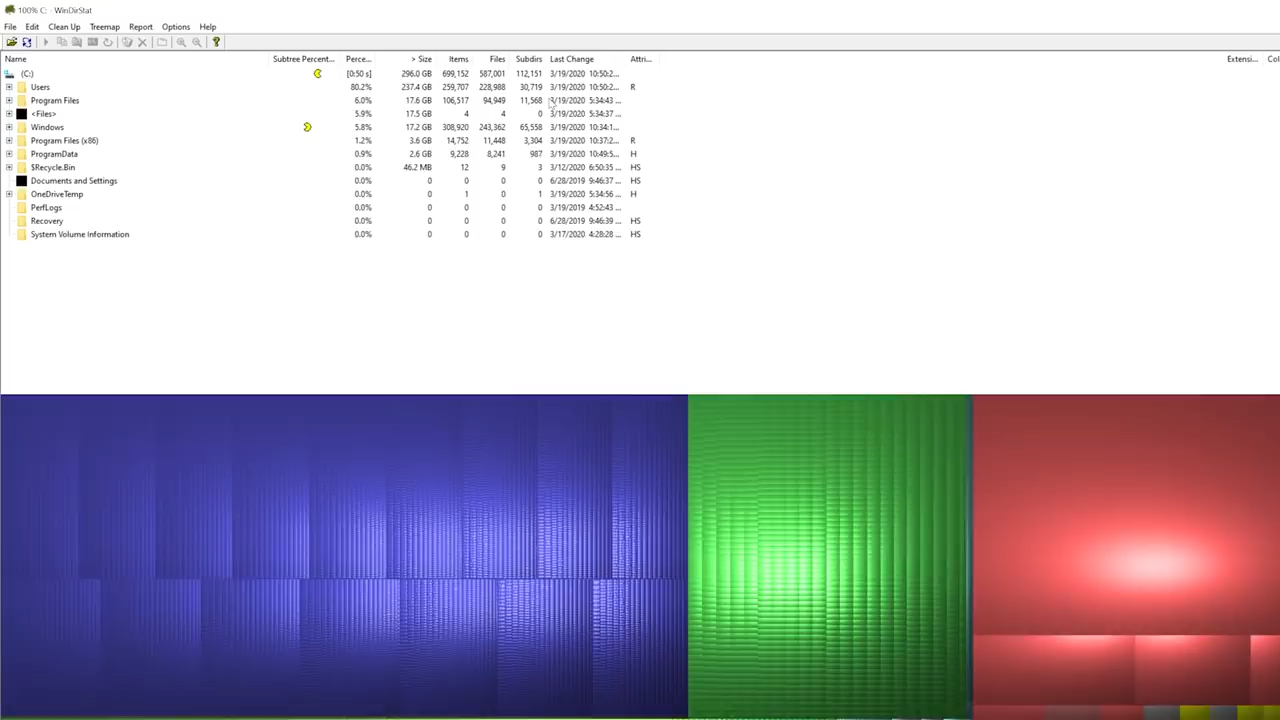 100% C: - WinDirStat
File Edit Clean Up Treemap Report Options Help
Name Subtree Percent... Perce... > Size Items Files Subdirs Last Change Attri... Extensi... Co
(C:) [0:50 s] 296.0 GB 699,152 587,001 112,151 3/19/2020 10:50:2...
Users 80.2% 237.4 GB 259,707 228,988 30,719 3/19/2020 10:50:2... R
Program Files 6.0% 17.6 GB 106,517 94,949 11,568 3/19/2020 5:34:43 ...
<Files> 5.9% 17.5 GB 4 4 0 3/19/2020 5:34:37 ...
Windows 5.8% 17.2 GB 308,920 243,362 65,558 3/19/2020 10:34:1...
Program Files (x86) 1.2% 3.6 GB 14,752 11,448 3,304 3/19/2020 10:37:2... R
ProgramData 0.9% 2.6 GB 9,228 8,241 987 3/19/2020 10:49:5... H
$Recycle.Bin 0.0% 46.2 MB 12 9 3 3/12/2020 6:50:35 ... HS
Documents and Settings 0.0% 0 0 0 0 6/28/2019 9:46:37 ... HS
OneDriveTemp 0.0% 0 1 0 1 3/19/2020 5:34:56 ... H
PerfLogs 0.0% 0 0 0 0 3/19/2019 4:52:43 ...
Recovery 0.0% 0 0 0 0 6/28/2019 9:46:39 ... HS
System Volume Information 0.0% 0 0 0 0 3/17/2020 4:28:28 ... HS